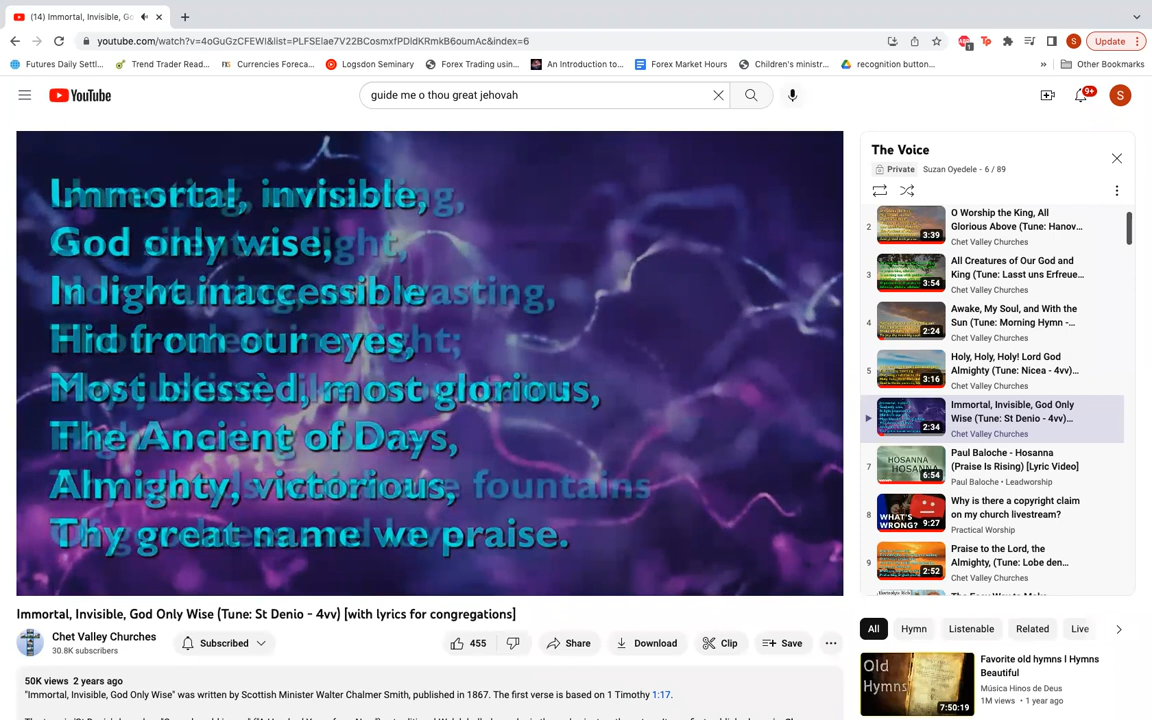 (14) Immortal, Invisible, Go
youtube.com/watch?v=4oGuGzCFEWI&list=PLFSElae7V22BCosmxfPDldKRmkB6oumAc&index=6
1
S
Update
Futures Daily Settl...
Trend Trader Read...
Currencies Foreca...
Logsdon Seminary
Forex Trading usin...
An Introduction to...
Forex Market Hours
Children's ministr...
recognition button...
»
Other Bookmarks
YouTube
guide me o thou great jehovah
9+
S
Immortal, invisible,
God only wise,
In light inaccessible
Hid from our eyes,
Most blessèd, most glorious,
The Ancient of Days,
Almighty, victorious,
Thy great name we praise.
The Voice
Private
Suzan Oyedele - 6 / 89
2
3:39
O Worship the King, All
Glorious Above (Tune: Hanov...
Chet Valley Churches
3
3:54
All Creatures of Our God and
King (Tune: Lasst uns Erfreue...
Chet Valley Churches
4
2:24
Awake, My Soul, and With the
Sun (Tune: Morning Hymn -...
Chet Valley Churches
5
3:16
Holy, Holy, Holy! Lord God
Almighty (Tune: Nicea - 4vv)...
Chet Valley Churches
2:34
Immortal, Invisible, God Only
Wise (Tune: St Denio - 4vv)...
Chet Valley Churches
7
HOSANNA
HOSANNA
6:54
Paul Baloche - Hosanna
(Praise Is Rising) [Lyric Video]
Paul Baloche • Leadworship
8
WHAT'S
WRONG?
9:27
Why is there a copyright claim
on my church livestream?
Practical Worship
9
2:52
Praise to the Lord, the
Almighty, (Tune: Lobe den...
Chet Valley Churches
Immortal, Invisible, God Only Wise (Tune: St Denio - 4vv) [with lyrics for congregations]
Chet Valley Churches
30.8K subscribers
Subscribed
455
Share
Download
Clip
Save
50K views 2 years ago
"Immortal, Invisible, God Only Wise" was written by Scottish Minister Walter Chalmer Smith, published in 1867. The first verse is based on 1 Timothy 1:17.
All
Hymn
Listenable
Related
Live
Old
Hymns
7:50:19
Favorite old hymns l Hymns
Beautiful
Música Hinos de Deus
1M views • 1 year ago